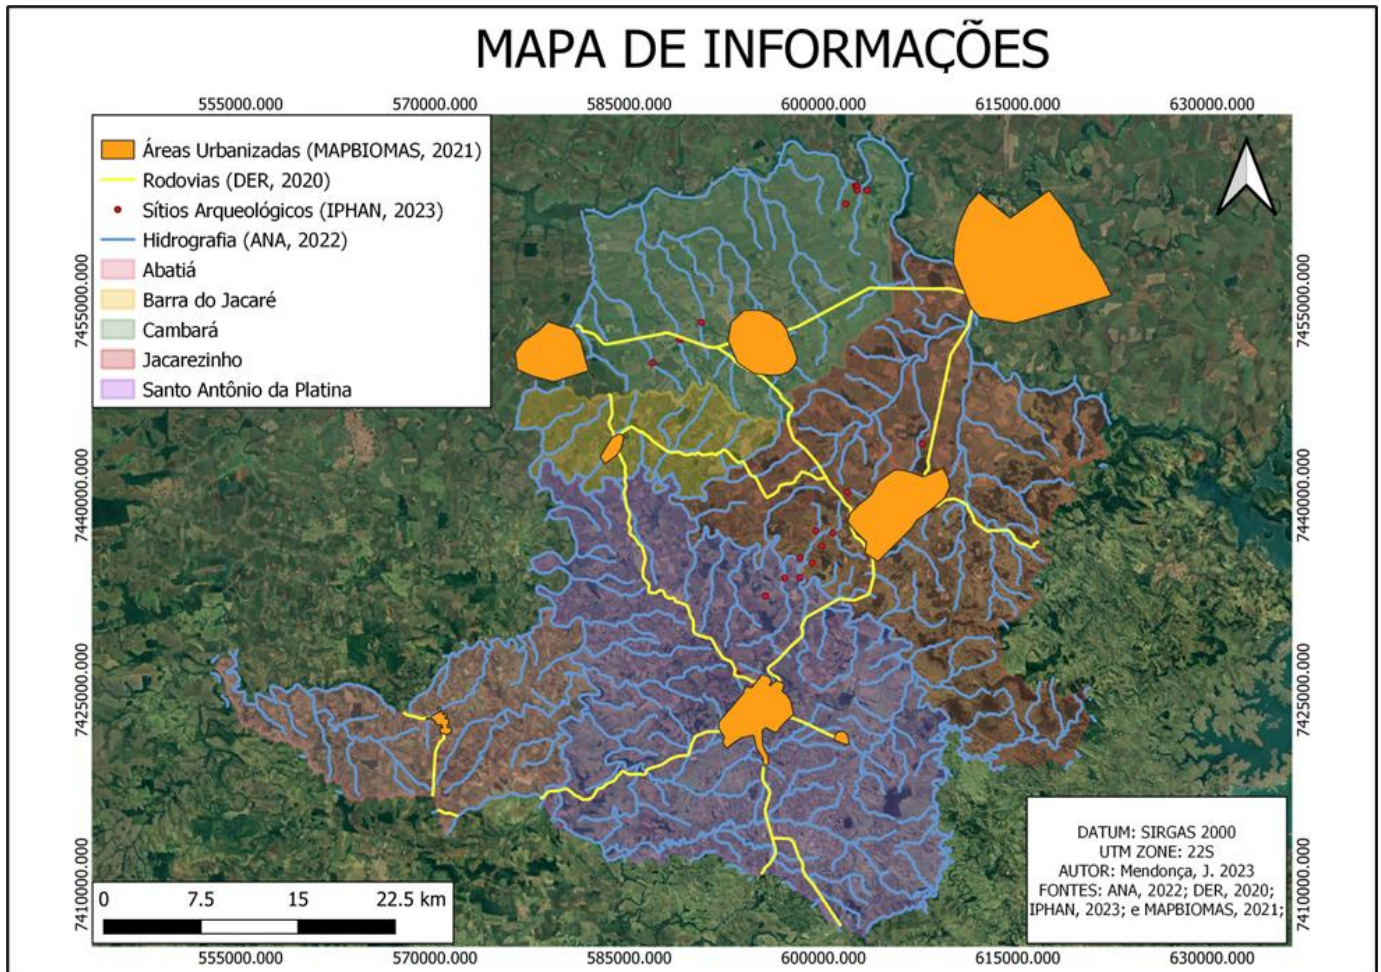 MAPA DE INFORMAÇÕES
555000.000 570000.000 585000.000 600000.000 615000.000 630000.000
Áreas Urbanizadas (MAPBIOMAS, 2021)
Rodovias (DER, 2020)
Sítios Arqueológicos (IPHAN, 2023)
Hidrografia (ANA, 2022)
Abatiá
Barra do Jacaré
Cambará
Jacarezinho
Santo Antônio da Platina
7455000.000
7440000.000
7425000.000
7410000.000
7455000.000
7440000.000
7425000.000
7410000.000
DATUM: SIRGAS 2000
UTM ZONE: 22S
AUTOR: Mendonça, J. 2023
FONTES: ANA, 2022; DER, 2020;
IPHAN, 2023; e MAPBIOMAS, 2021;
0 7.5 15 22.5 km
555000.000 570000.000 585000.000 600000.000 615000.000 630000.000